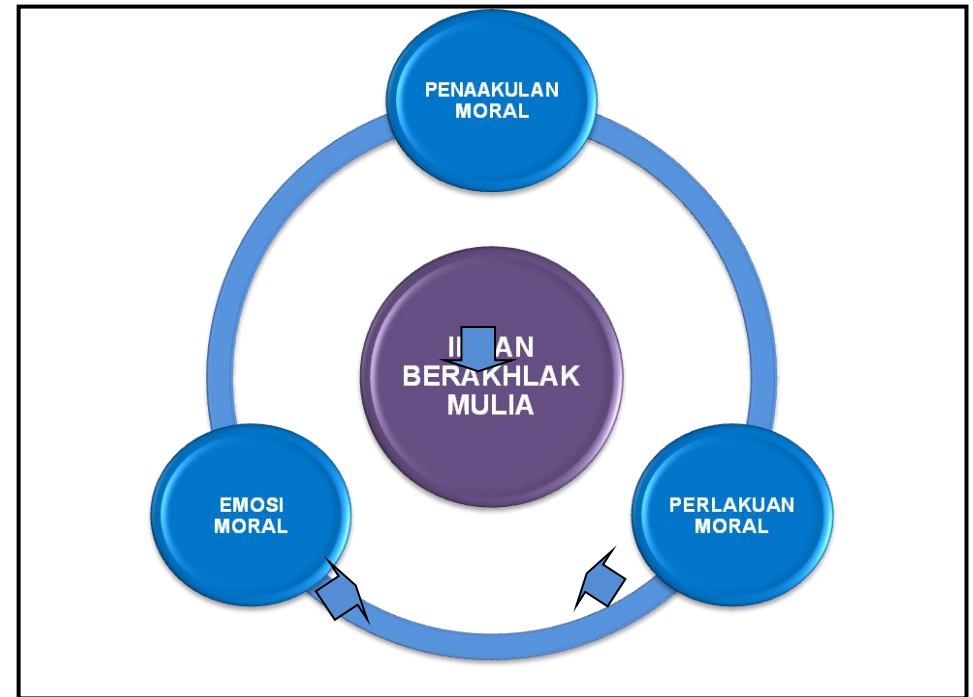 PENAAKULAN
MORAL
BERAKHLAK
MULIA
EMOSI
MORAL
PERLAKUAN
MORAL